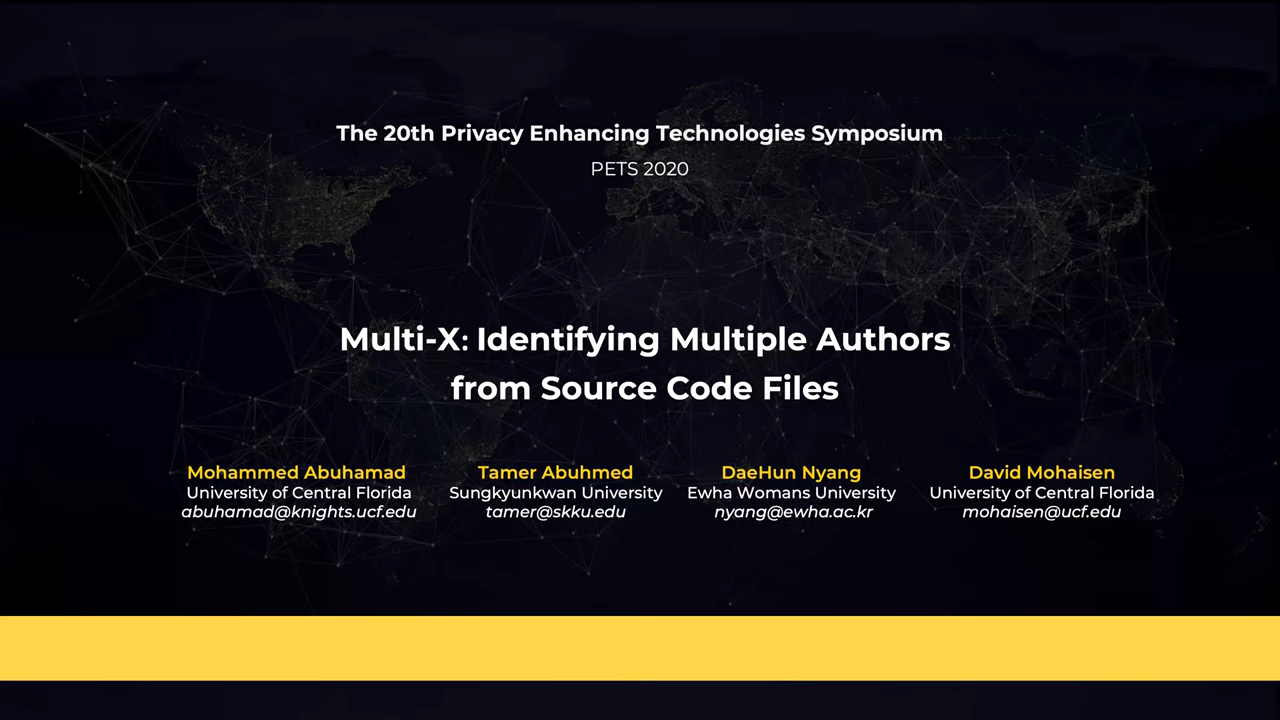 The 20th Privacy Enhancing Technologies Symposium
PETS 2020
Multi-X: Identifying Multiple Authors
from Source Code Files
Mohammed Abuhamad
University of Central Florida
abuhamad@knights.ucf.edu
Tamer Abuhmed
Sungkyunkwan University
tamer@skku.edu
DaeHun Nyang
Ewha Womans University
nyang@ewha.ac.kr
David Mohaisen
University of Central Florida
mohaisen@ucf.edu